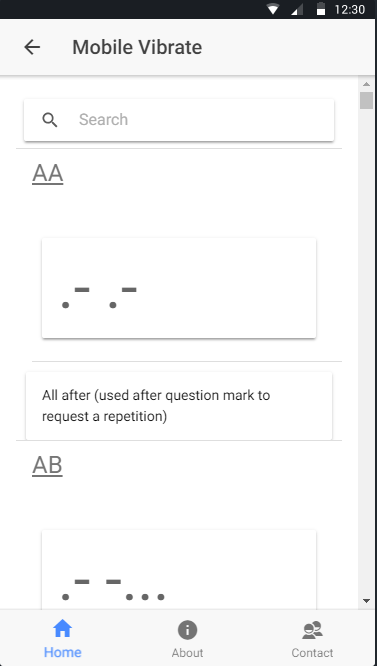 12:30
Mobile Vibrate
Search
AA
.- .-
All after (used after question mark to
request a repetition)
AB
.- -...
Home
About
Contact